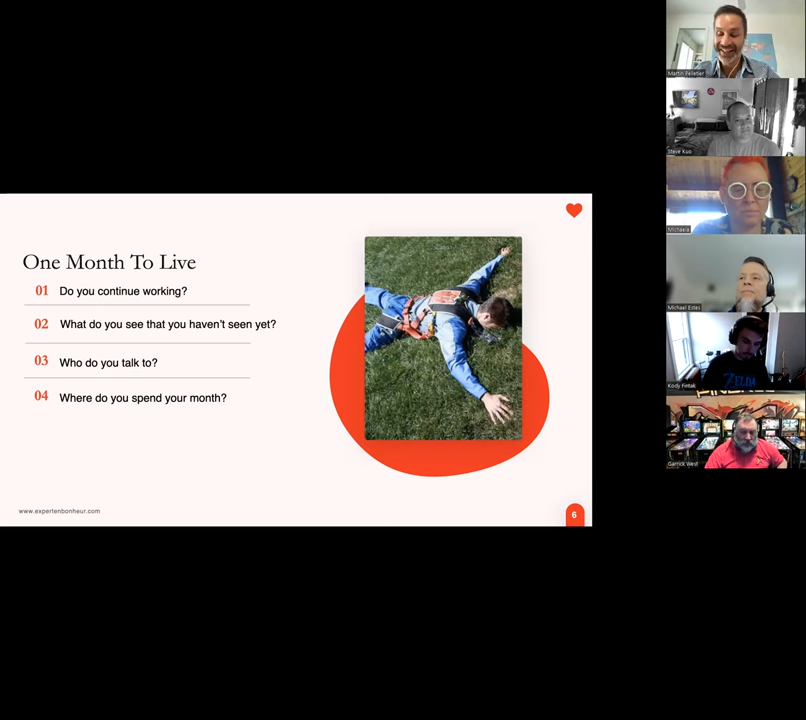 One Month To Live
01 Do you continue working?
02 What do you see that you haven't seen yet?
03 Who do you talk to?
04 Where do you spend your month?
www.expertenbonheur.com
6
Martin Pelletier
Steve Kuo
Michaela
Michael Estes
ZELDA
Kody Fintak
Garrick West